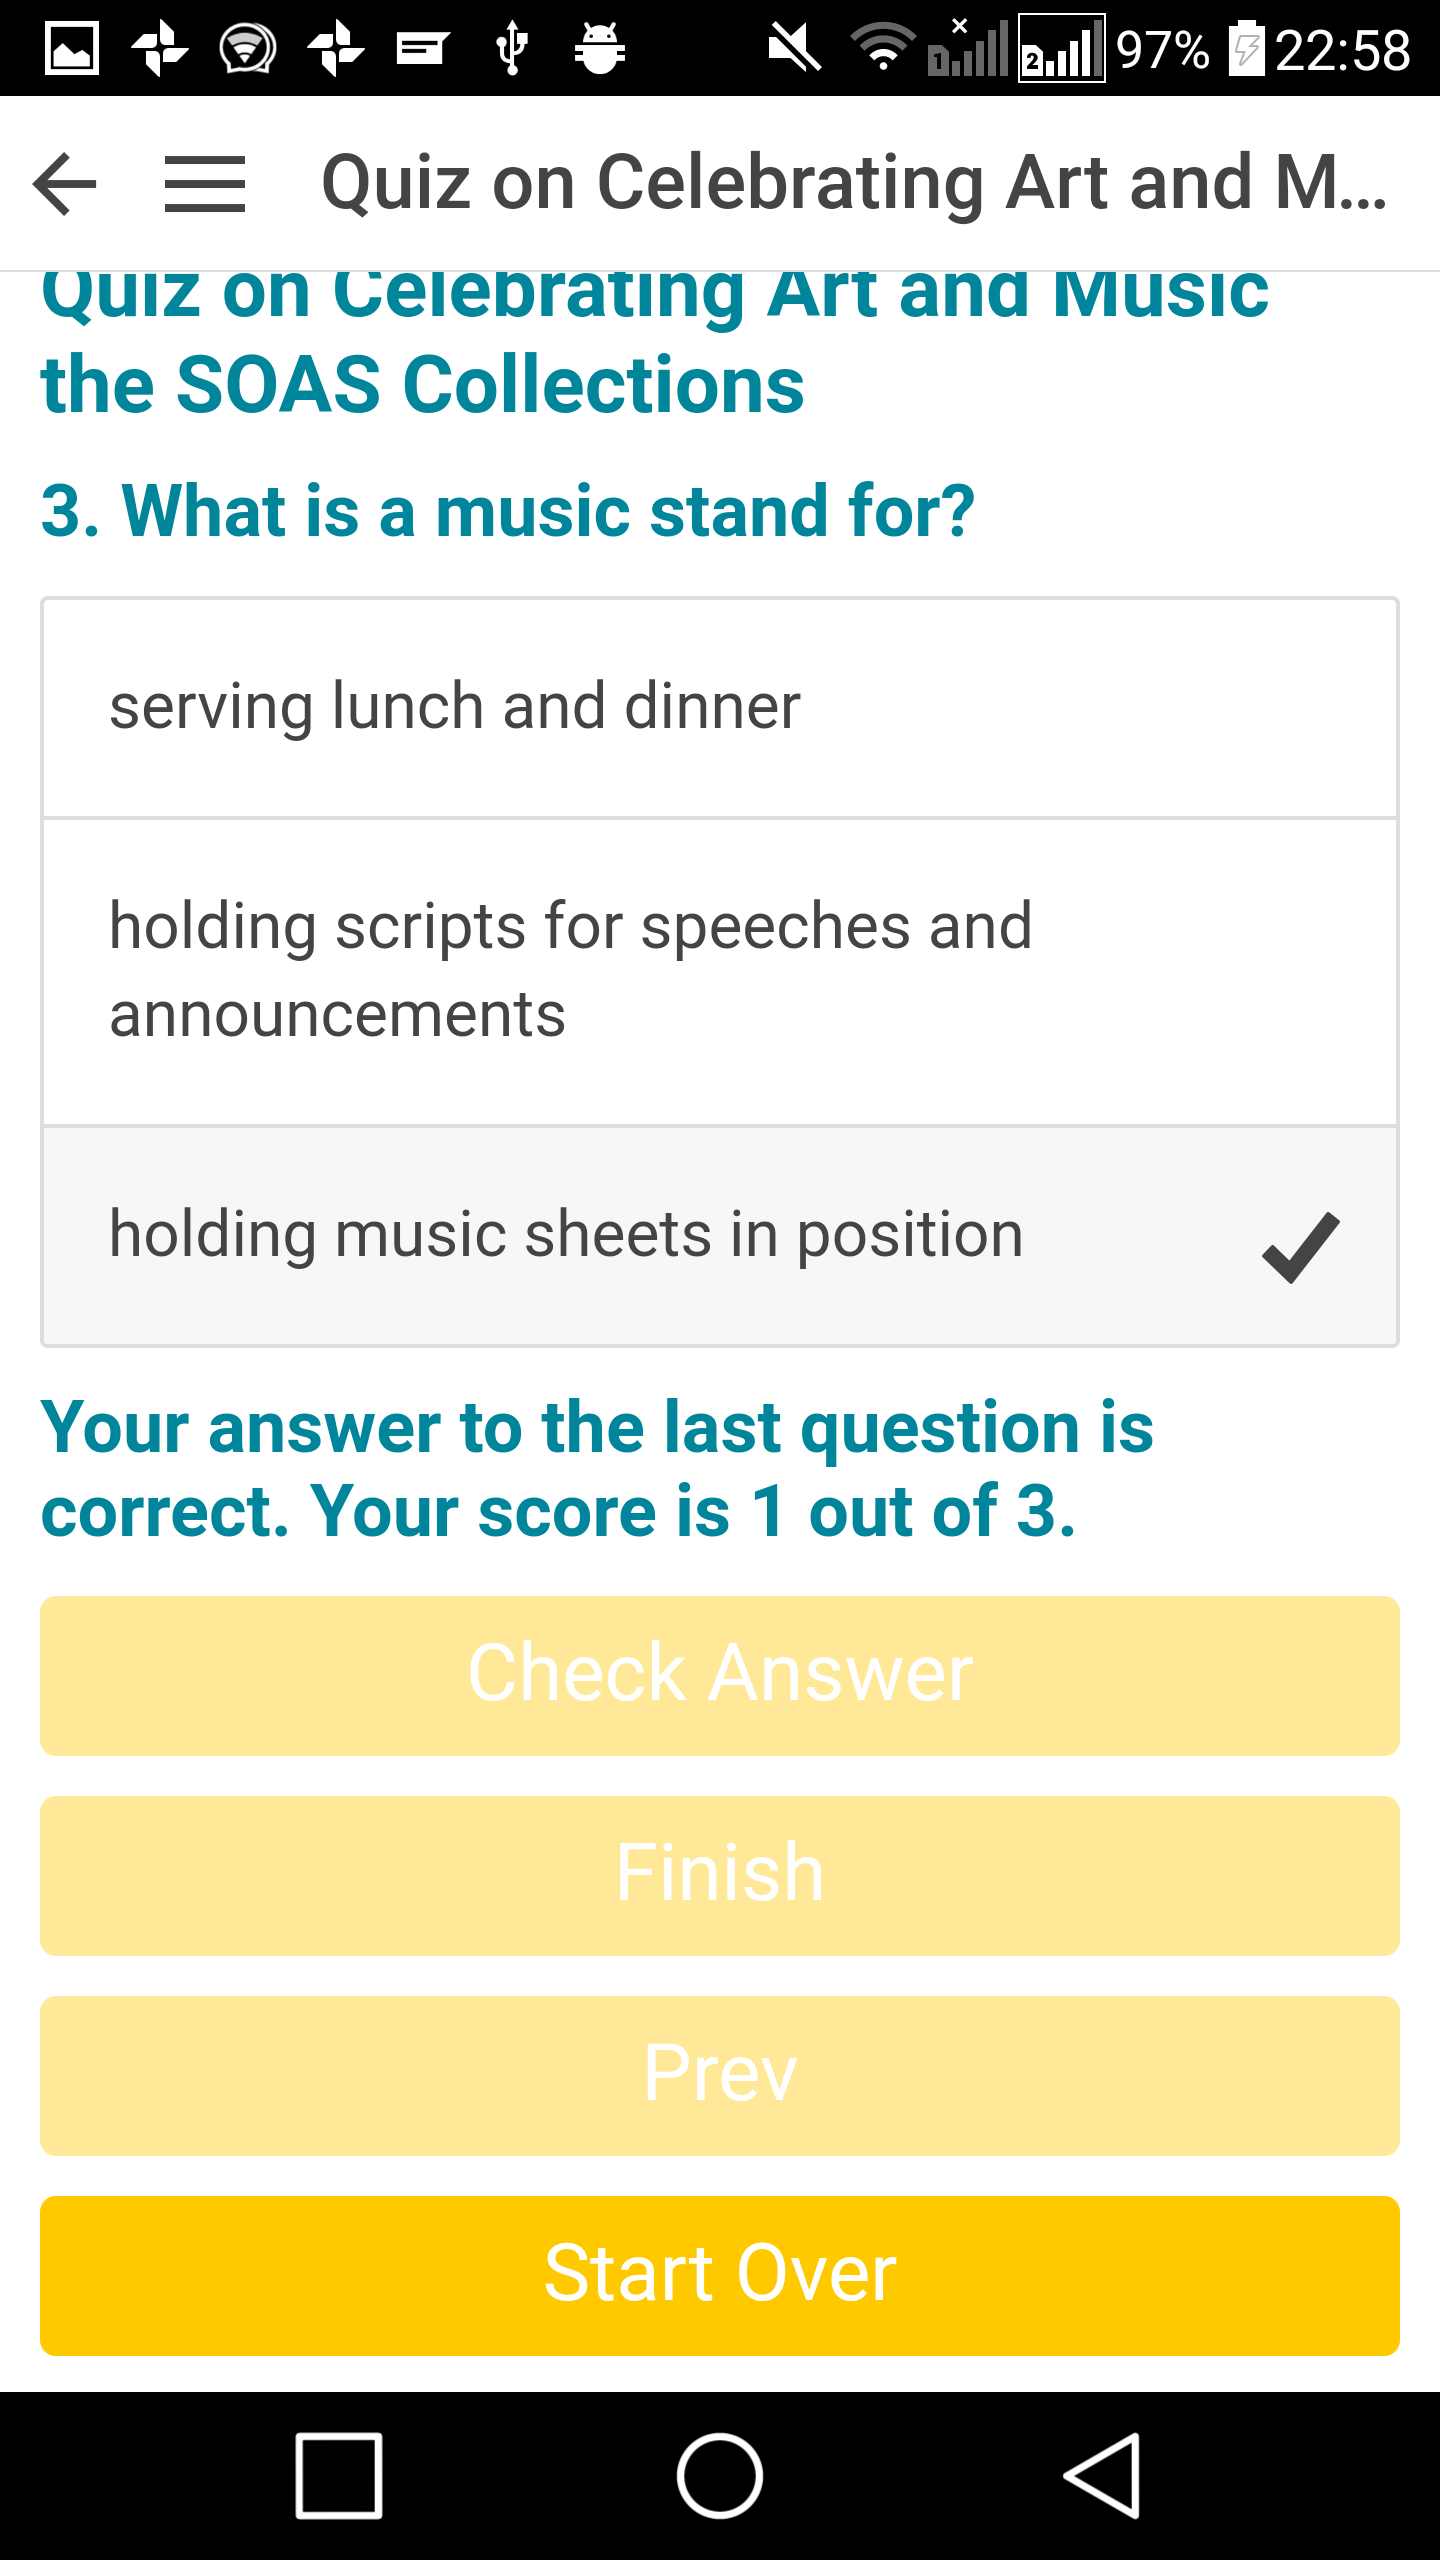 97%
22:58
Quiz on Celebrating Art and M...
Quiz on Celebrating Art and Music
the SOAS Collections
3. What is a music stand for?
serving lunch and dinner
holding scripts for speeches and
announcements
holding music sheets in position
Your answer to the last question is
correct. Your score is 1 out of 3.
Check Answer
Finish
Prev
Start Over